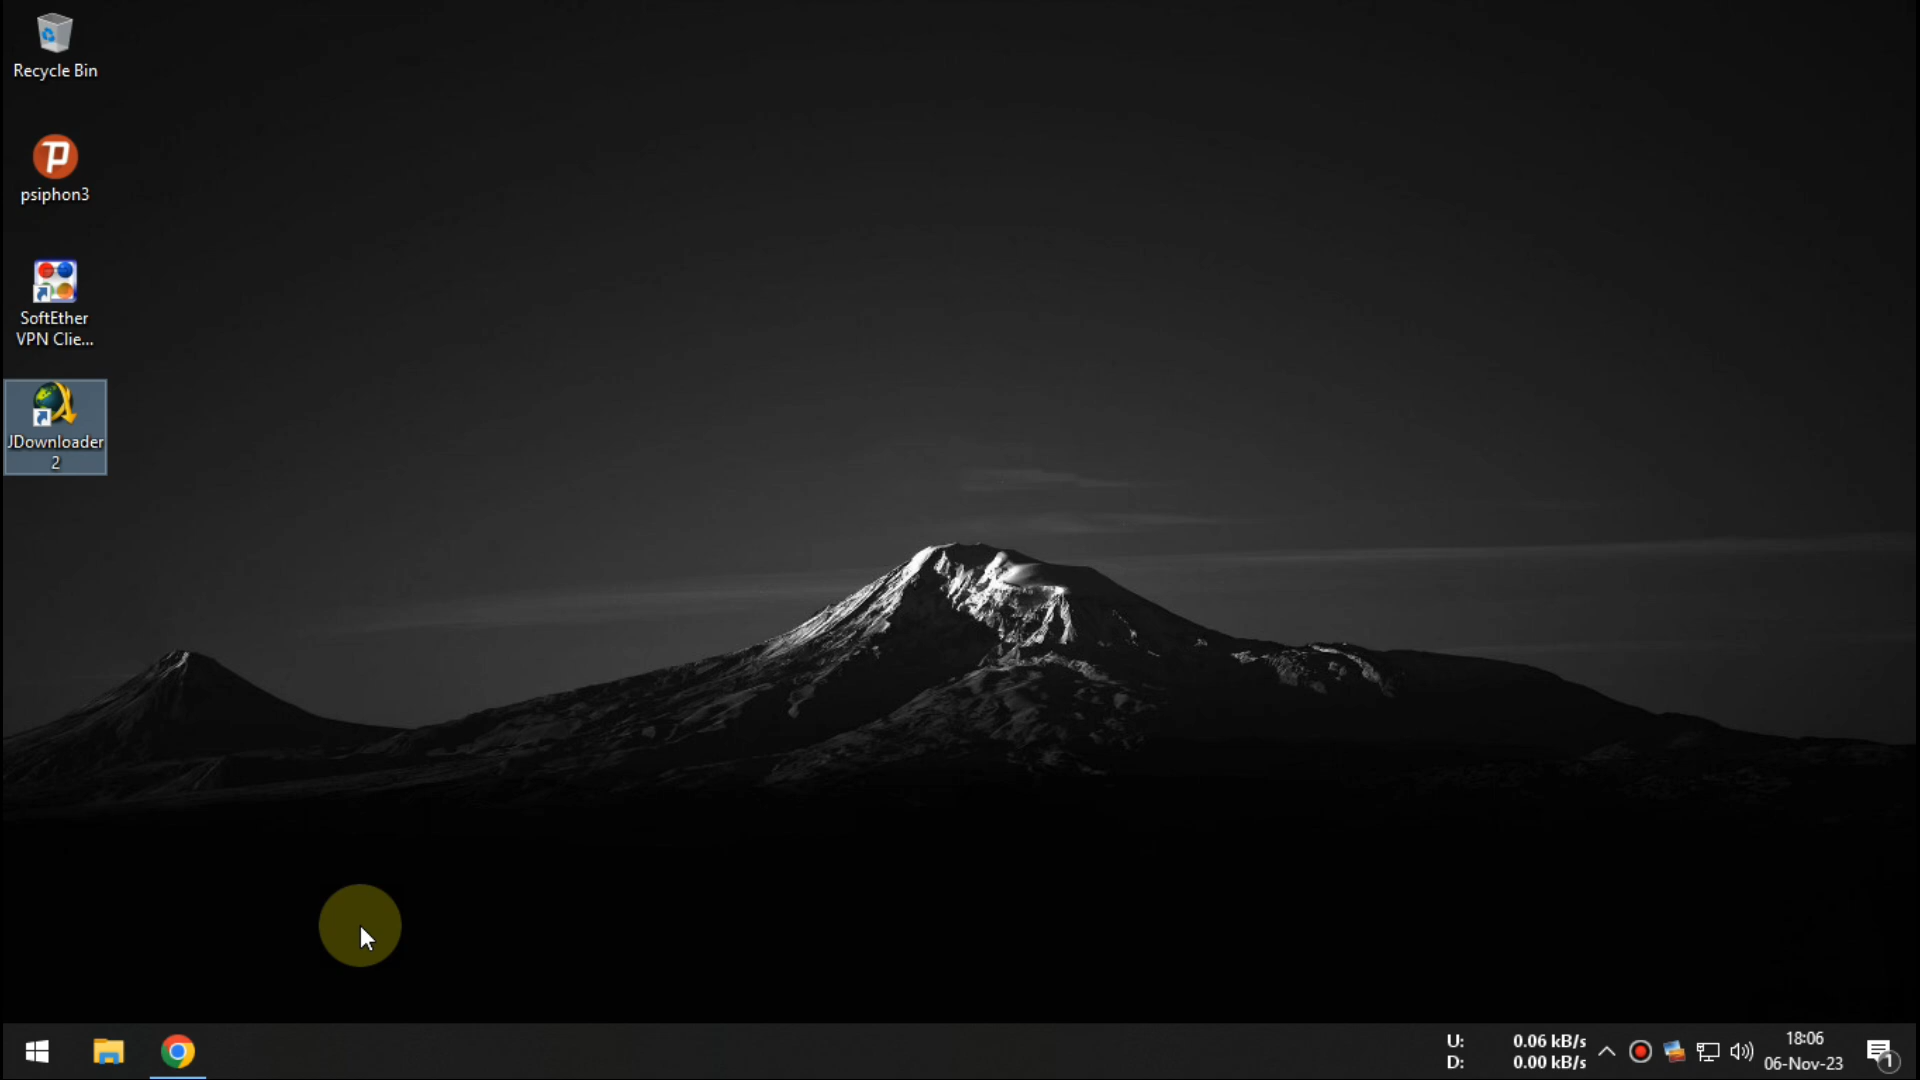 Recycle Bin
psiphon3
SoftEther
VPN Clie...
JDownloader
2
U: 0.06 kB/s
D: 0.00 kB/s
18:06
06-Nov-23
1